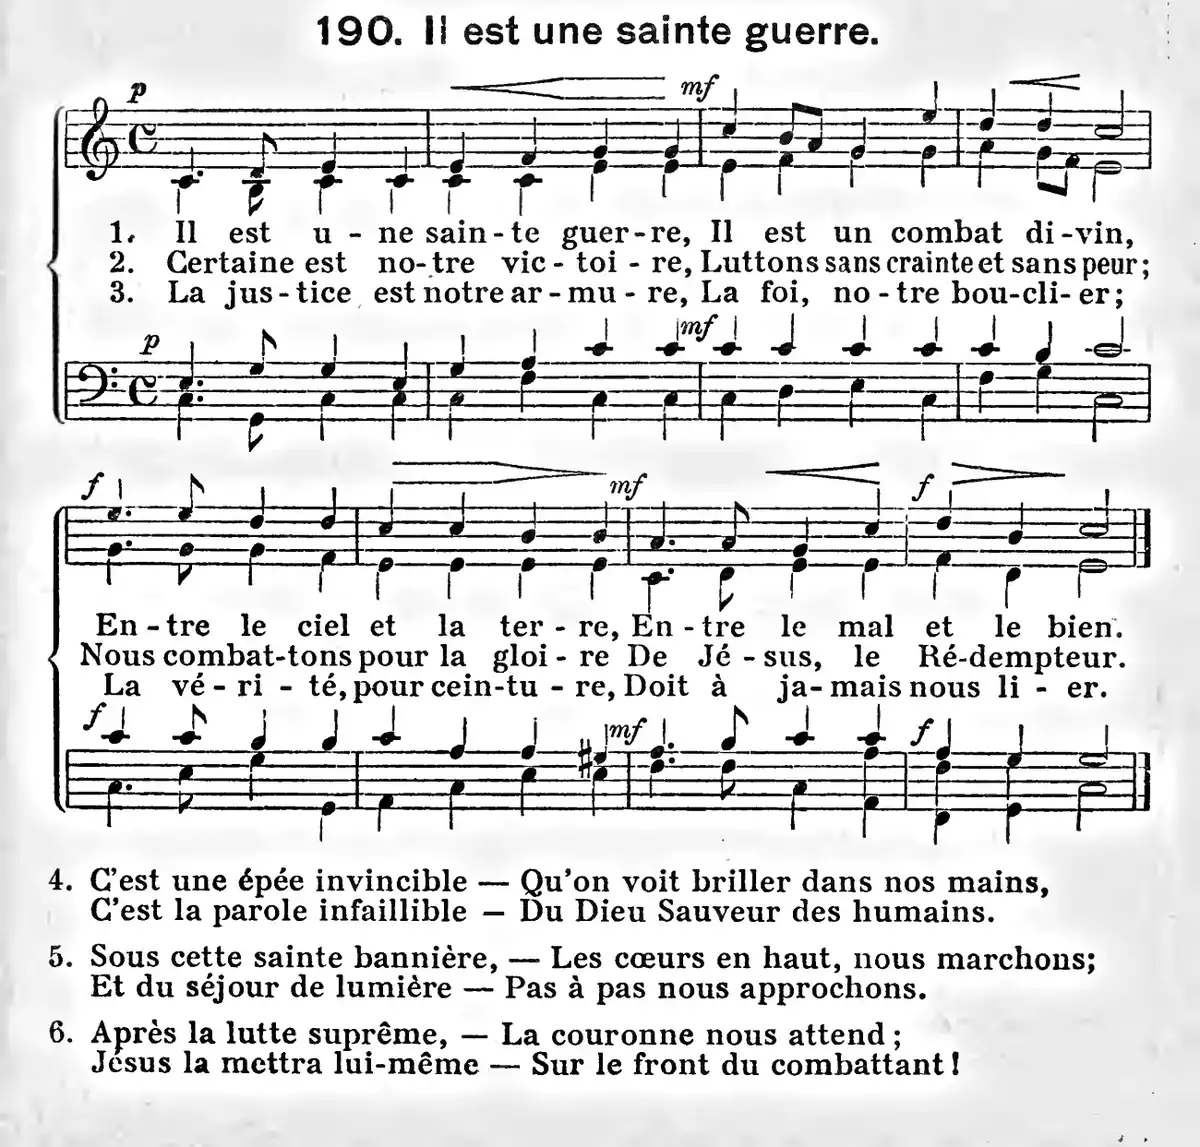 190. Il est une sainte guerre.
p mf
1. Il est u - ne sain - te guer - re, Il est un combat di - vin,
2. Certaine est no - tre vic - toi - re, Luttons sans crainte et sans peur;
3. La jus - tice est notre ar - mu - re, La foi, no - tre bou - cli - er;
p mf
f mf f
En - tre le ciel et la ter - re, En - tre le mal et le bien.
Nous combat - tons pour la gloi - re De Jé - sus, le Ré - dempteur.
La vé - ri - té, pour cein - tu - re, Doit à ja - mais nous li - er.
f mf f
4. C'est une épée invincible — Qu'on voit briller dans nos mains,
C'est la parole infaillible — Du Dieu Sauveur des humains.
5. Sous cette sainte bannière, — Les cœurs en haut, nous marchons;
Et du séjour de lumière — Pas à pas nous approchons.
6. Après la lutte suprême, — La couronne nous attend;
Jésus la mettra lui-même — Sur le front du combattant!